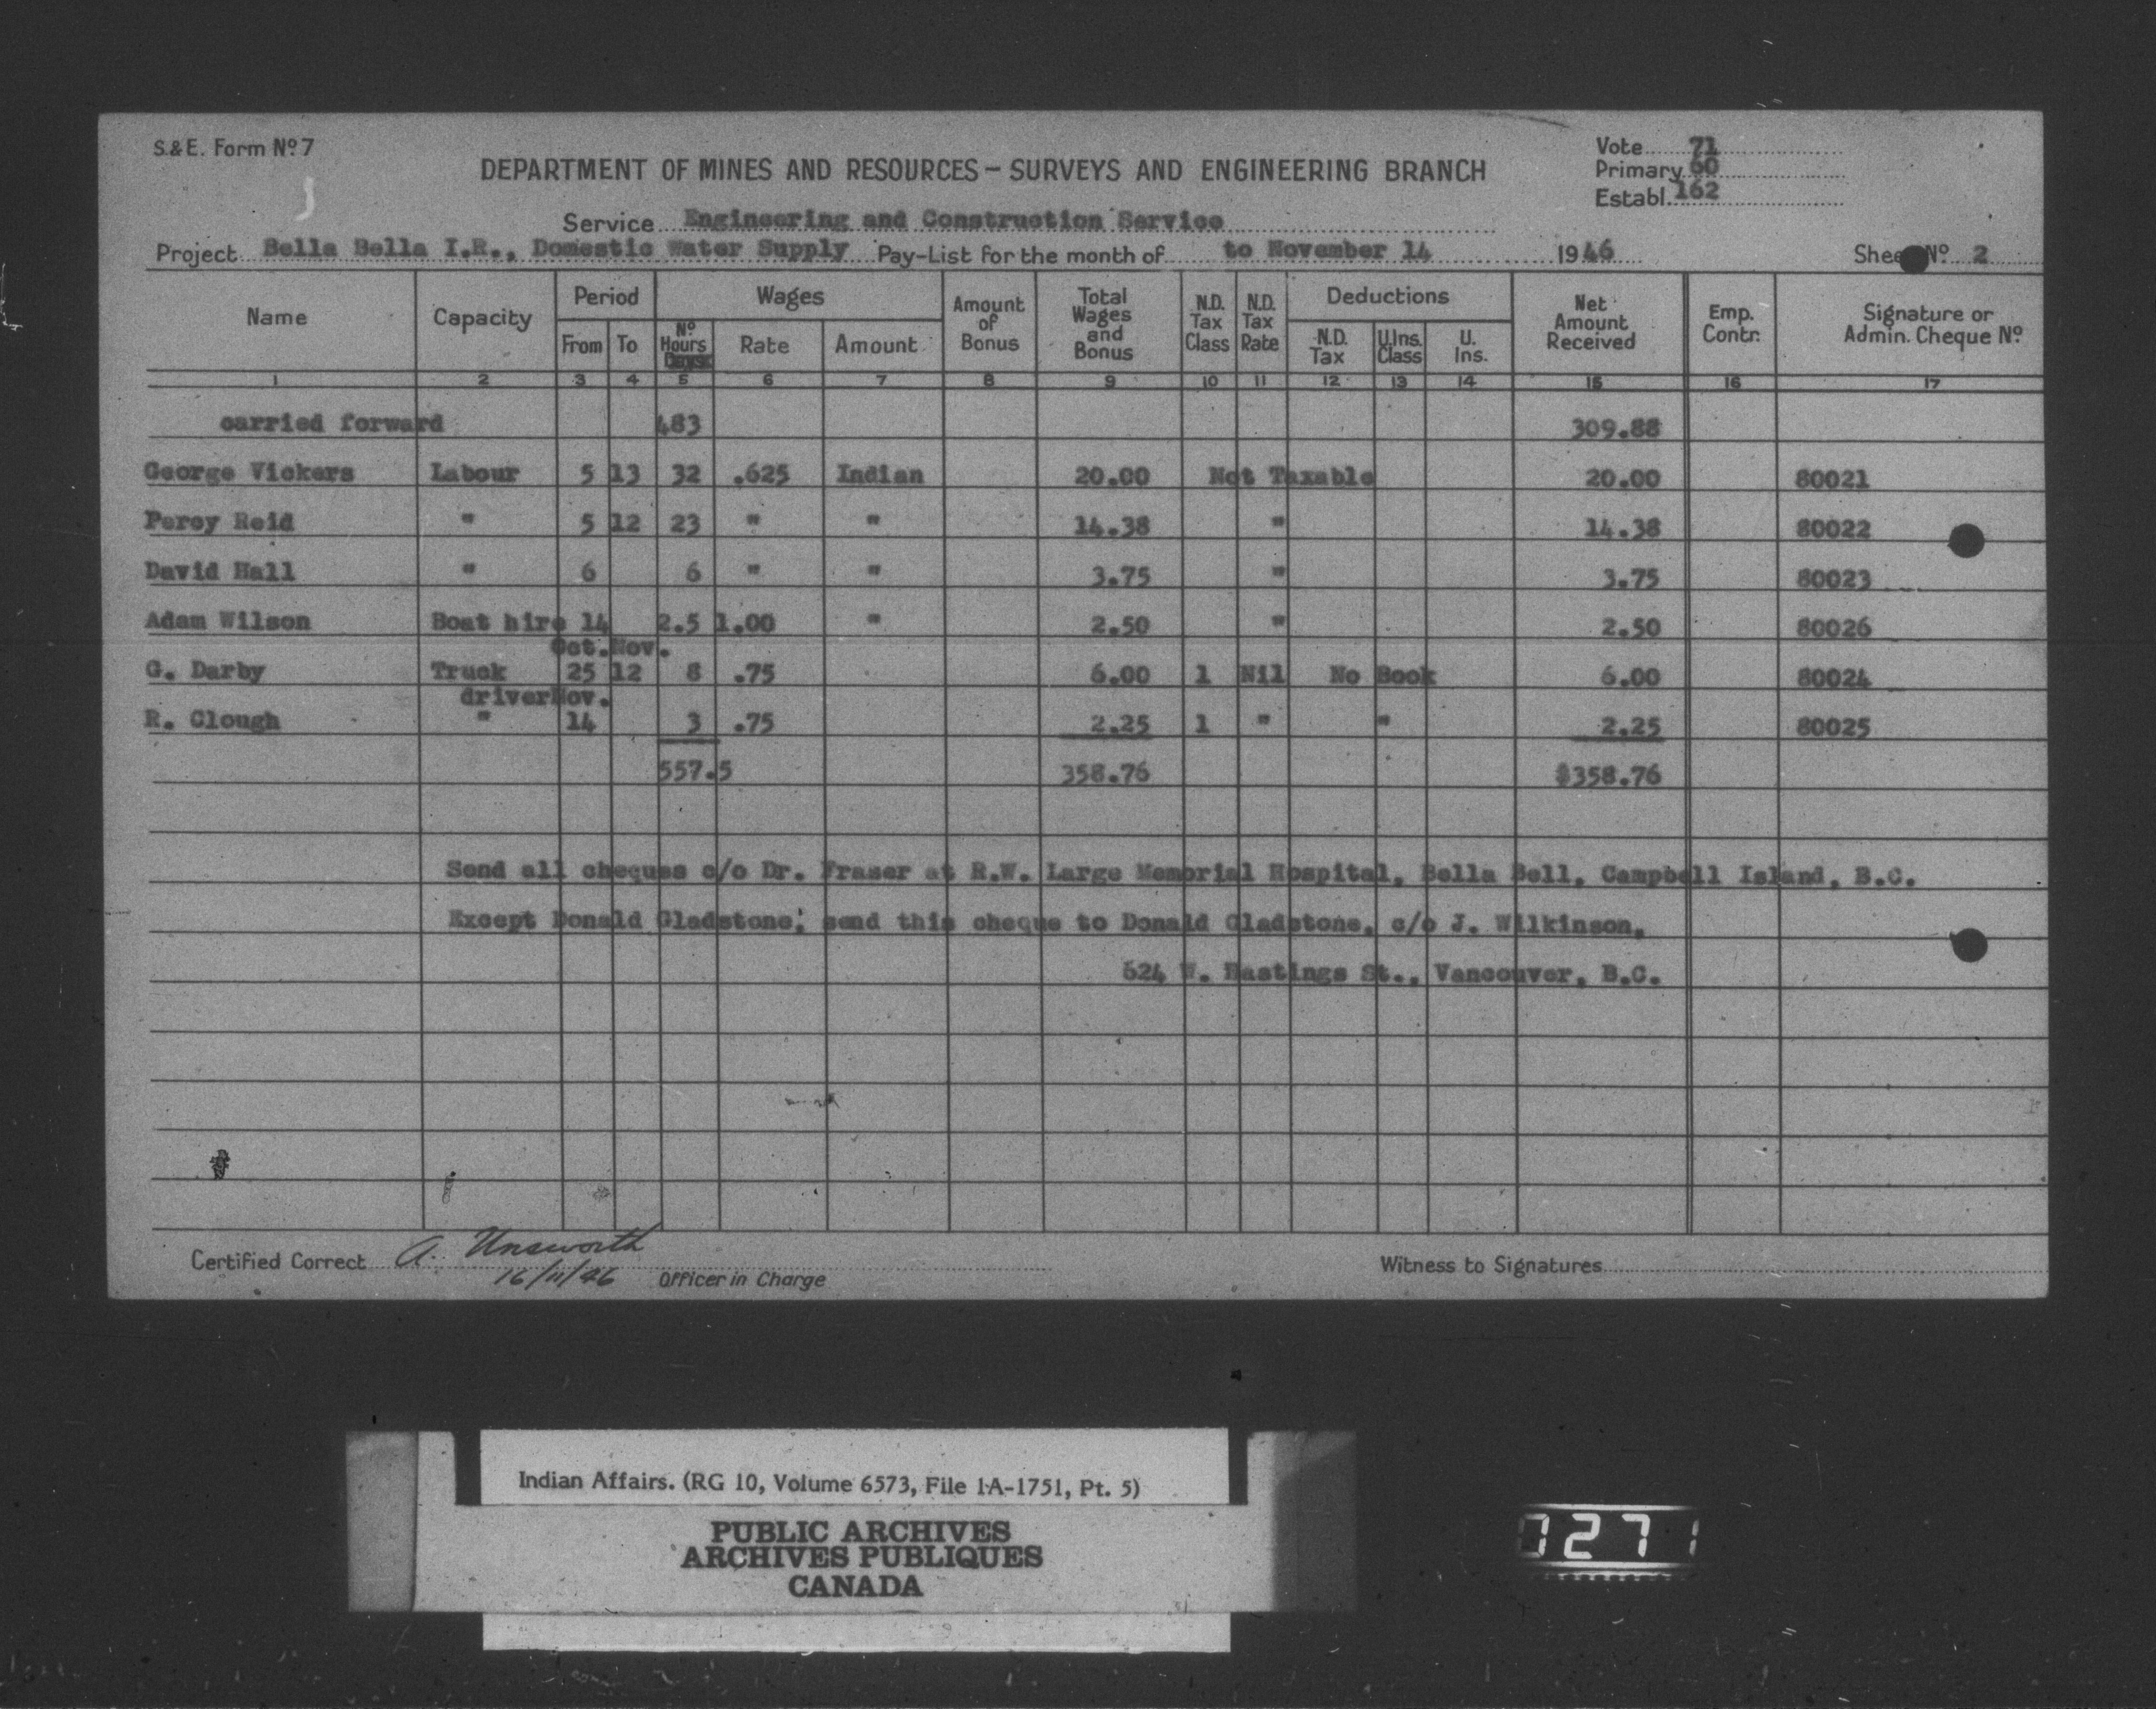 S.&E. Form Nº 7
DEPARTMENT OF MINES AND RESOURCES – SURVEYS AND ENGINEERING BRANCH
Vote 71
Primary 60
Establ. 162
Service Engineering and Construction Service
Project Bella Bella I.R., Domestic Water Supply Pay-List for the month of to November 14 1946 Sheet Nº 2
Name Capacity Period From To Wages Nº Hours Days Rate Amount Amount of Bonus Total Wages and Bonus N.D. Tax Class N.D. Tax Rate Deductions N.D. Tax U.Ins. Class U. Ins. Net Amount Received Emp. Contr. Signature or Admin. Cheque Nº
1 2 3 4 5 6 7 8 9 10 11 12 13 14 15 16 17
carried forward 483 309.88
George Vickers Labour 5 13 32 .625 Indian 20.00 Not Taxable 20.00 80021
Percy Reid " 5 12 23 " " 14.38 " 14.38 80022
David Hall " 6 6 " " 3.75 " 3.75 80023
Adam Wilson Boat hire 14 2.5 1.00 " 2.50 " 2.50 80026
Oct. Nov.
G. Darby Truck 25 12 8 .75 6.00 1 Nil No Book 6.00 80024
driver Nov.
R. Clough " 14 3 .75 2.25 1 " " 2.25 80025
557.5 358.76 $358.76
Send all cheques c/o Dr. Fraser at R.W. Large Memorial Hospital, Bella Bell, Campbell Island, B.C.
Except Donald Gladstone; send this cheque to Donald Gladstone, c/o J. Wilkinson,
524 W. Hastings St., Vancouver, B.C.
Certified Correct A. Unsworth
16/11/46 Officer in Charge
Witness to Signatures
Indian Affairs. (RG 10, Volume 6573, File 1-A-1751, Pt. 5)
PUBLIC ARCHIVES
ARCHIVES PUBLIQUES
CANADA
0271